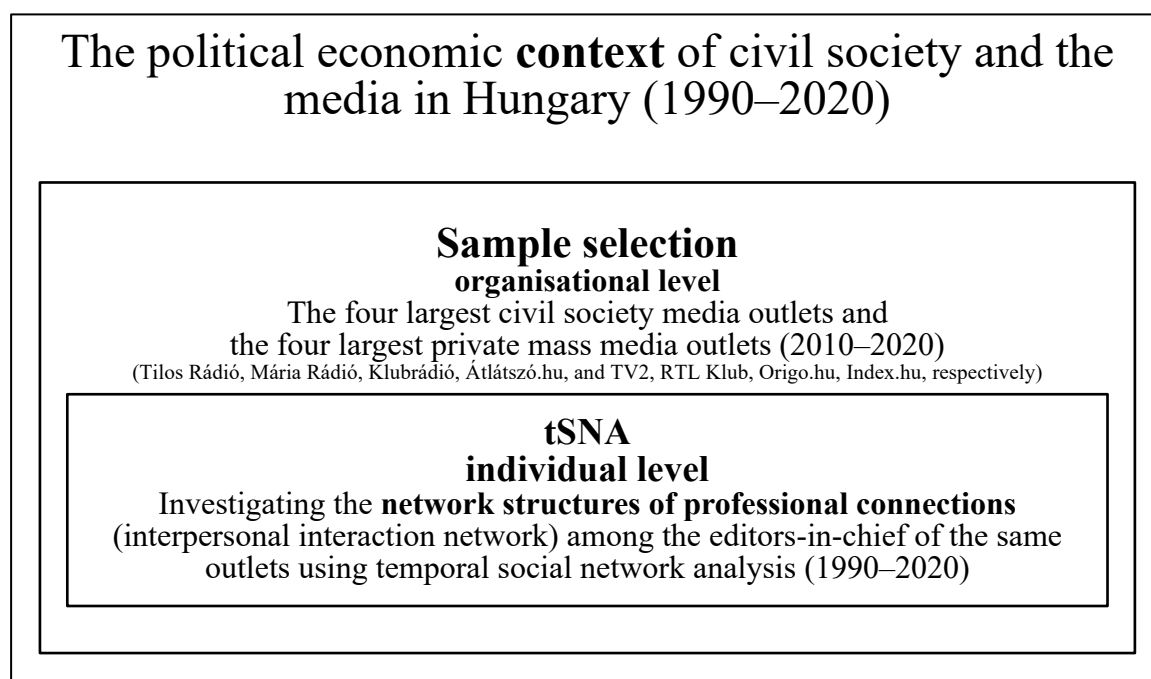 The political economic context of civil society and the
media in Hungary (1990–2020)
Sample selection
organisational level
The four largest civil society media outlets and
the four largest private mass media outlets (2010–2020)
(Tilos Rádió, Mária Rádió, Klubrádió, Átlátszó.hu, and TV2, RTL Klub, Origo.hu, Index.hu, respectively)
tSNA
individual level
Investigating the network structures of professional connections
(interpersonal interaction network) among the editors-in-chief of the same
outlets using temporal social network analysis (1990–2020)